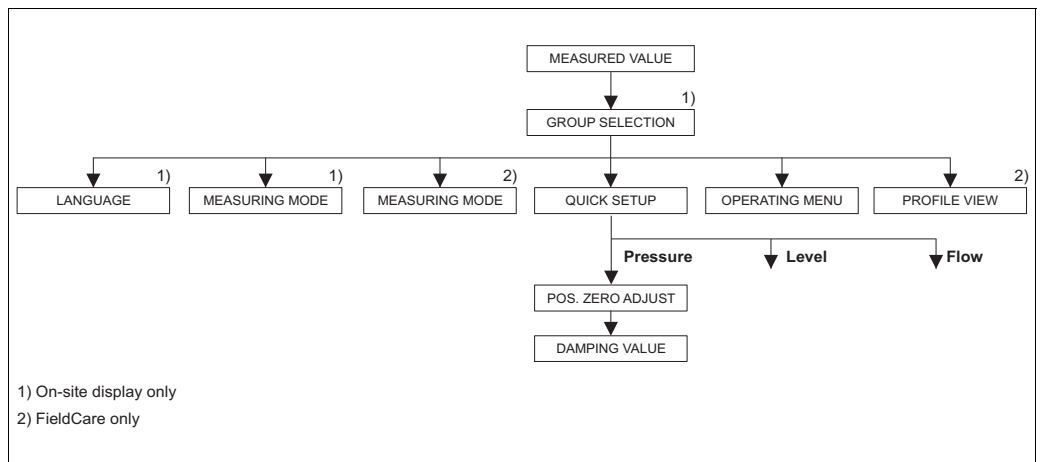 MEASURED VALUE
1)
GROUP SELECTION
1)
1)
2)
2)
LANGUAGE
MEASURING MODE
MEASURING MODE
QUICK SETUP
OPERATING MENU
PROFILE VIEW
Pressure
Level
Flow
POS. ZERO ADJUST
DAMPING VALUE
1) On-site display only
2) FieldCare only